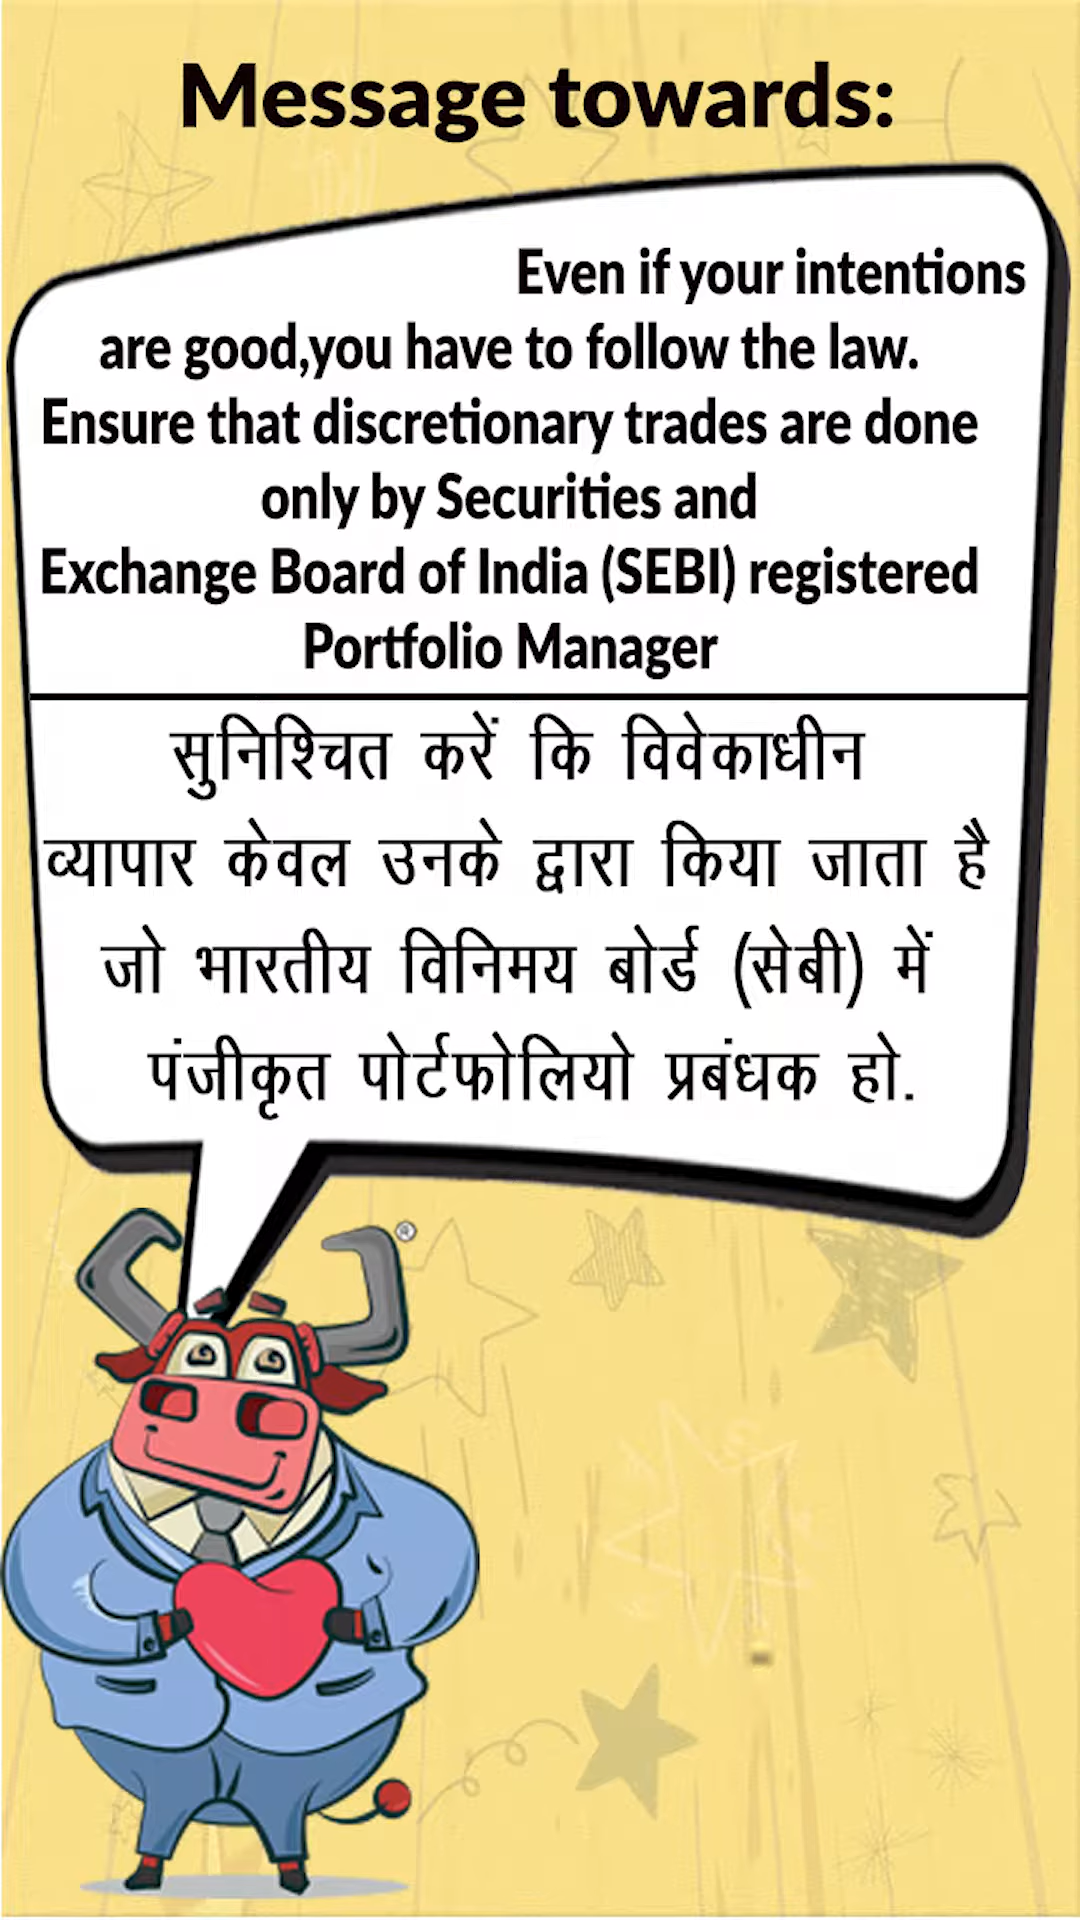 Message towards:
Even if your intentions
are good,you have to follow the law.
Ensure that discretionary trades are done
only by Securities and
Exchange Board of India (SEBI) registered
Portfolio Manager
सुनिश्चित करें कि विवेकाधीन
व्यापार केवल उनके द्वारा किया जाता है
जो भारतीय विनिमय बोर्ड (सेबी) में
पंजीकृत पोर्टफोलियो प्रबंधक हो.
®